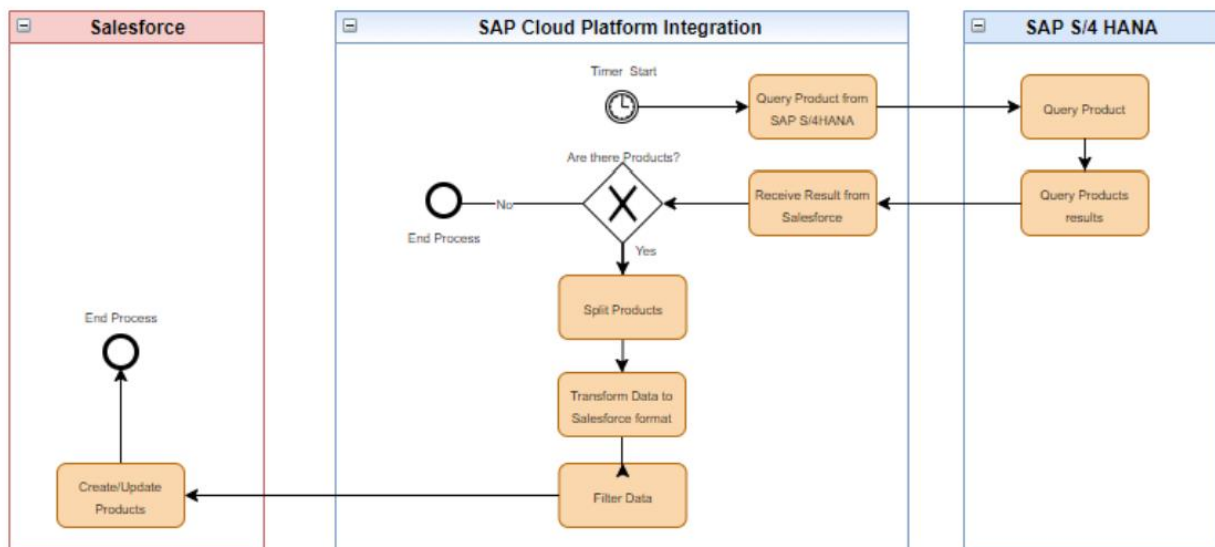 Salesforce
SAP Cloud Platform Integration
SAP S/4 HANA
Timer Start
Query Product from
SAP S/4HANA
Query Product
Are there Products?
Receive Result from
Salesforce
Query Products
results
No
End Process
Yes
Split Products
End Process
Transform Data to
Salesforce format
Create/Update
Products
Filter Data